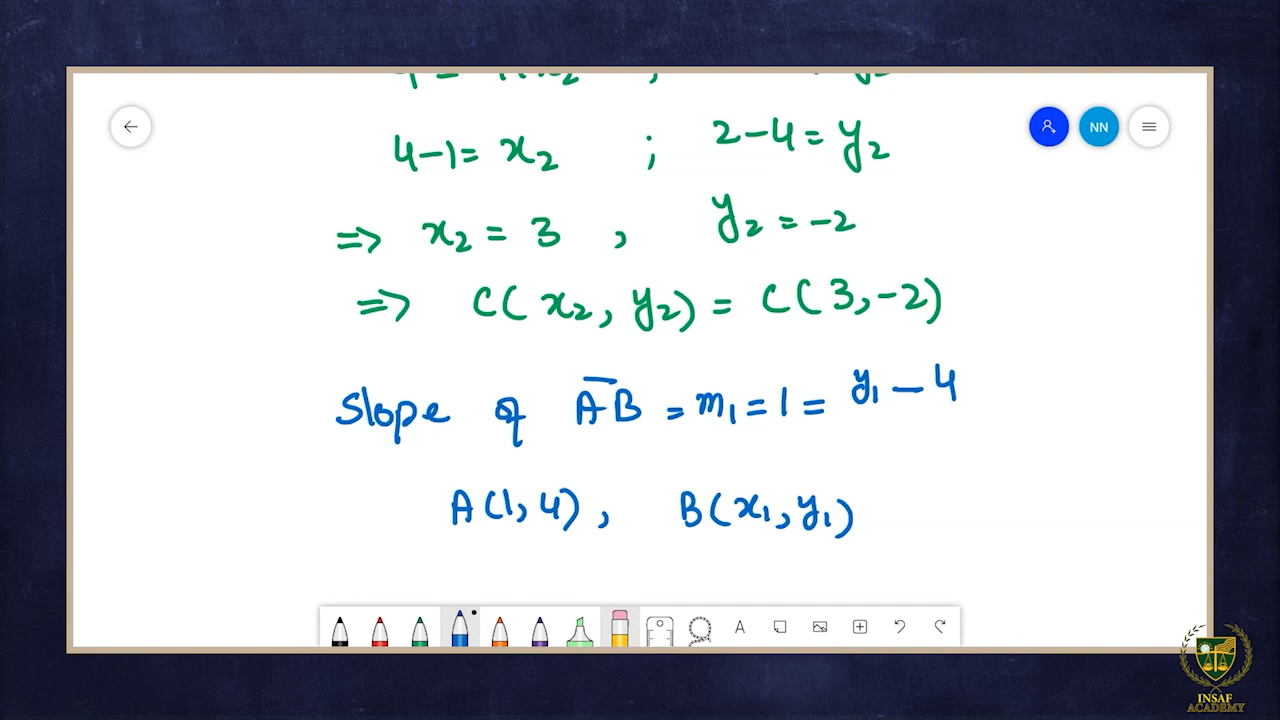 4-1= x2 ; 2-4= y2
=> x2 = 3 , y2 = -2
=> C( x2, y2) = C( 3,-2)
Slope of AB = m1 = 1 = y1 - 4
A(1,4) , B(x1,y1)
NN
A
INSAF
ACADEMY